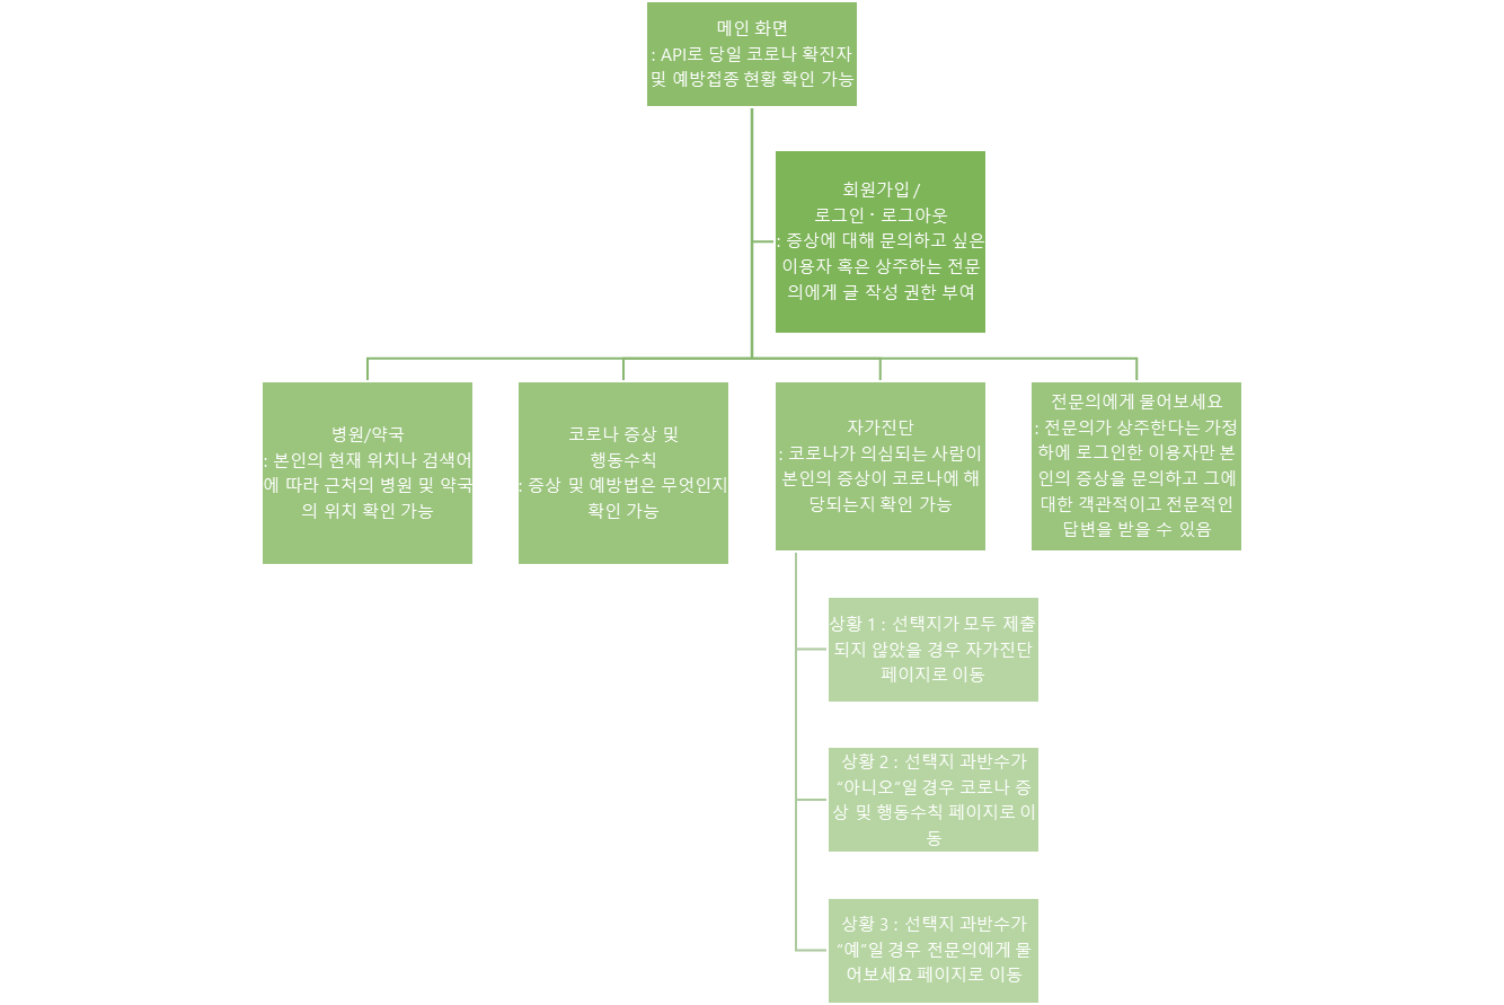 메인 화면
: API로 당일 코로나 확진자
및 예방접종 현황 확인 가능
회원가입 /
로그인 · 로그아웃
: 증상에 대해 문의하고 싶은
이용자 혹은 상주하는 전문
의에게 글 작성 권한 부여
병원/약국
: 본인의 현재 위치나 검색어
에 따라 근처의 병원 및 약국
의 위치 확인 가능
코로나 증상 및
행동수칙
: 증상 및 예방법은 무엇인지
확인 가능
자가진단
: 코로나가 의심되는 사람이
본인의 증상이 코로나에 해
당되는지 확인 가능
전문의에게 물어보세요
: 전문의가 상주한다는 가정
하에 로그인한 이용자만 본
인의 증상을 문의하고 그에
대한 객관적이고 전문적인
답변을 받을 수 있음
상황 1 : 선택지가 모두 제출
되지 않았을 경우 자가진단
페이지로 이동
상황 2 : 선택지 과반수가
“아니오”일 경우 코로나 증
상 및 행동수칙 페이지로 이
동
상황 3 : 선택지 과반수가
“예”일 경우 전문의에게 물
어보세요 페이지로 이동